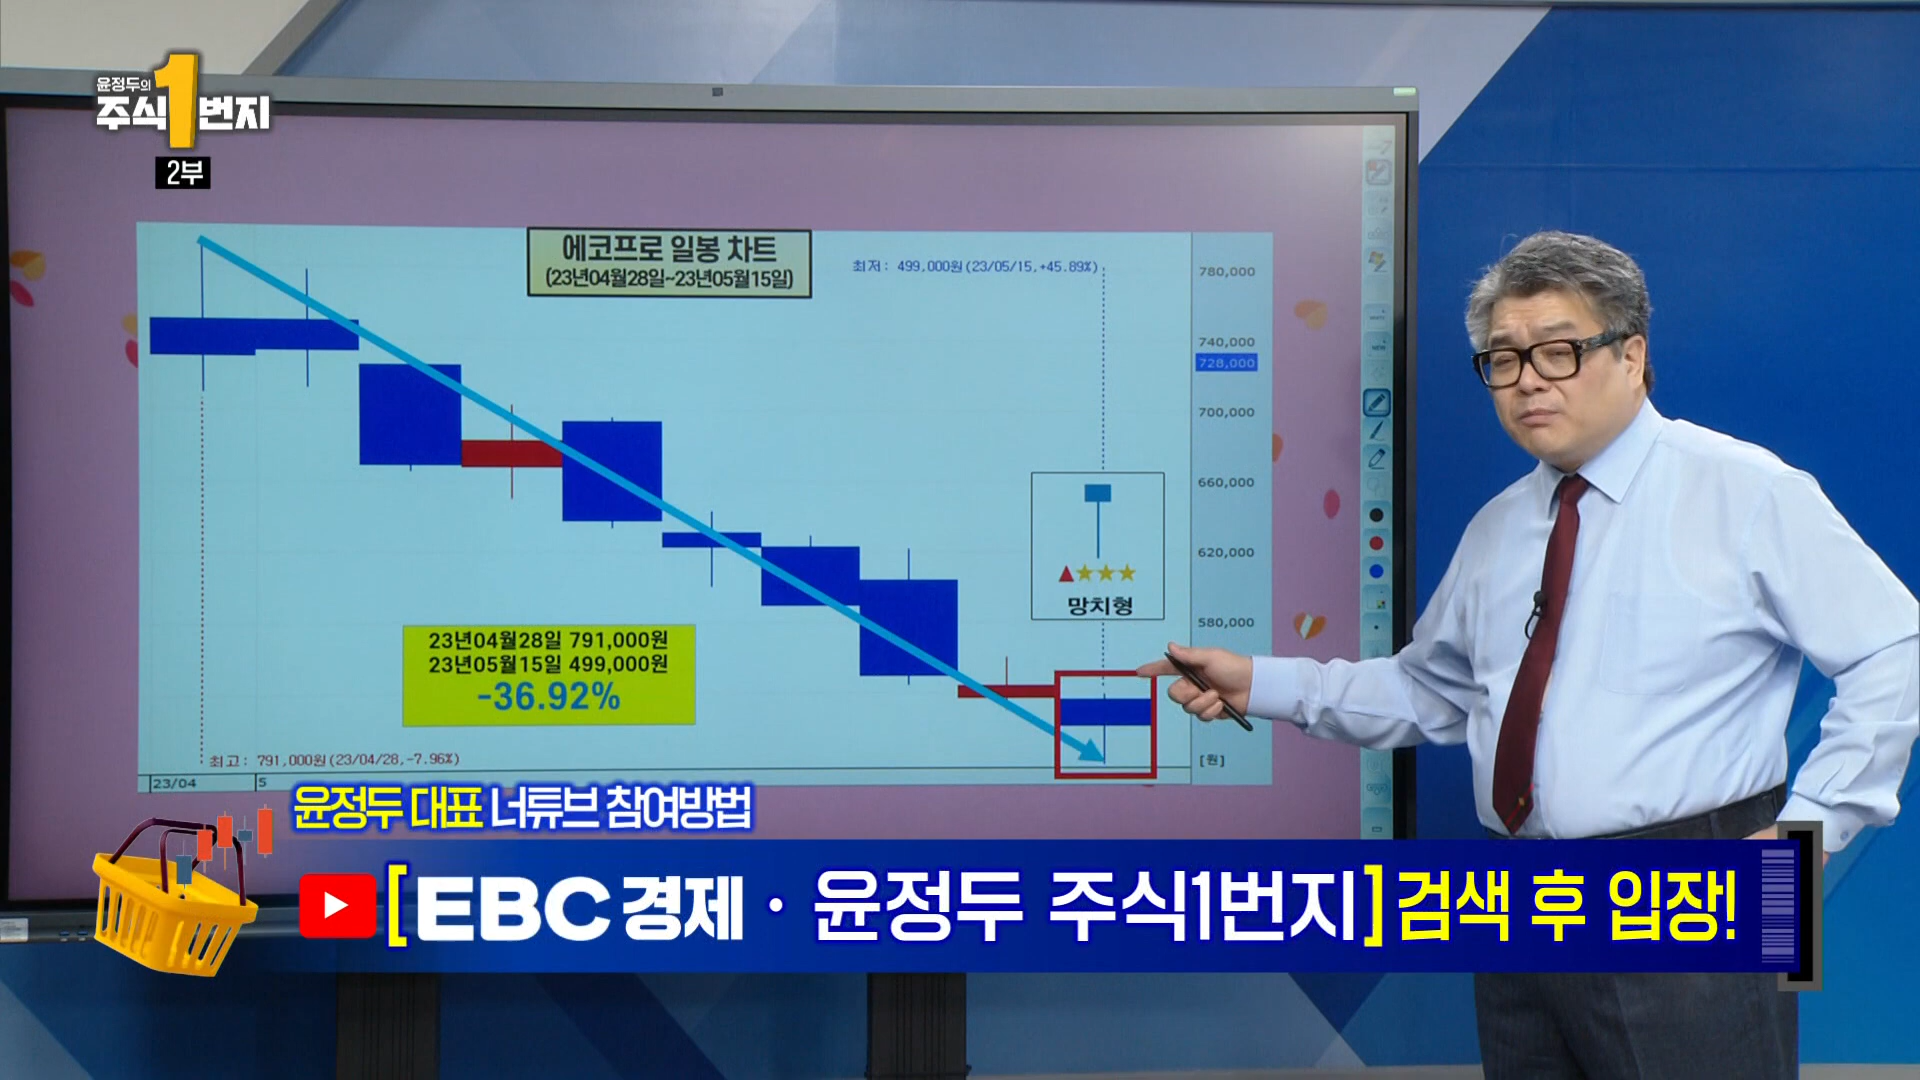 윤정두의
주식1번지
2부
에코프로 일봉 차트
(23년04월28일~23년05월15일)
최저: 499,000원(23/05/15,+45.89%)
780,000
740,000
728,000
700,000
660,000
620,000
580,000
[원]
망치형
23년04월28일 791,000원
23년05월15일 499,000원
-36.92%
최고: 791,000원(23/04/28,-7.96%)
23/04
5
윤정두 대표 너튜브 참여방법
[EBC 경제 · 윤정두 주식1번지] 검색 후 입장!